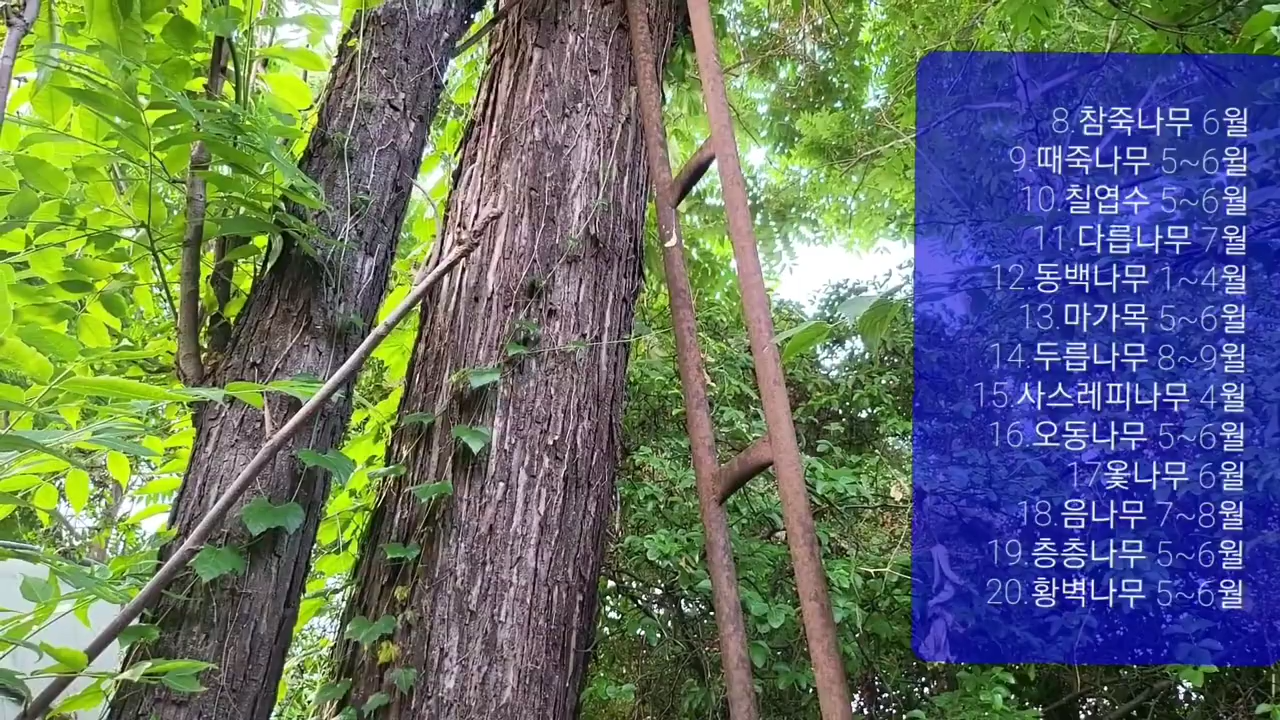 8.참죽나무 6월
9.때죽나무 5~6월
10.칠엽수 5~6월
11.다릅나무 7월
12.동백나무 1~4월
13.마가목 5~6월
14.두릅나무 8~9월
15.사스레피나무 4월
16.오동나무 5~6월
17옻나무 6월
18.음나무 7~8월
19.층층나무 5~6월
20.황벽나무 5~6월